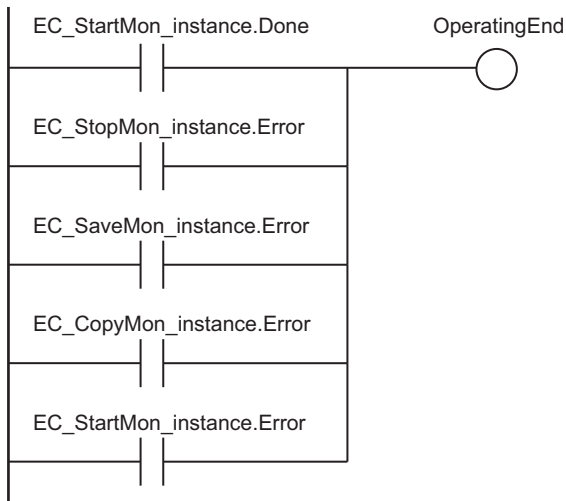 EC_StartMon_instance.Done OperatingEnd
EC_StopMon_instance.Error
EC_SaveMon_instance.Error
EC_CopyMon_instance.Error
EC_StartMon_instance.Error